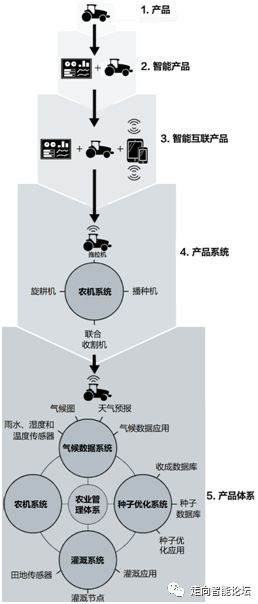 1. 产品
2. 智能产品
3. 智能互联产品
4. 产品系统
拖拉机
旋耕机
农机系统
播种机
联合
收割机
5. 产品体系
气候图
天气预报
雨水、湿度和
温度传感器
气候数据应用
气候数据系统
收成数据库
农机系统
农业管
理体系
种子优化系统
种子
数据库
种子优
化应用
灌溉系统
田地传感器
灌溉应用
灌溉节点
走向智能论坛